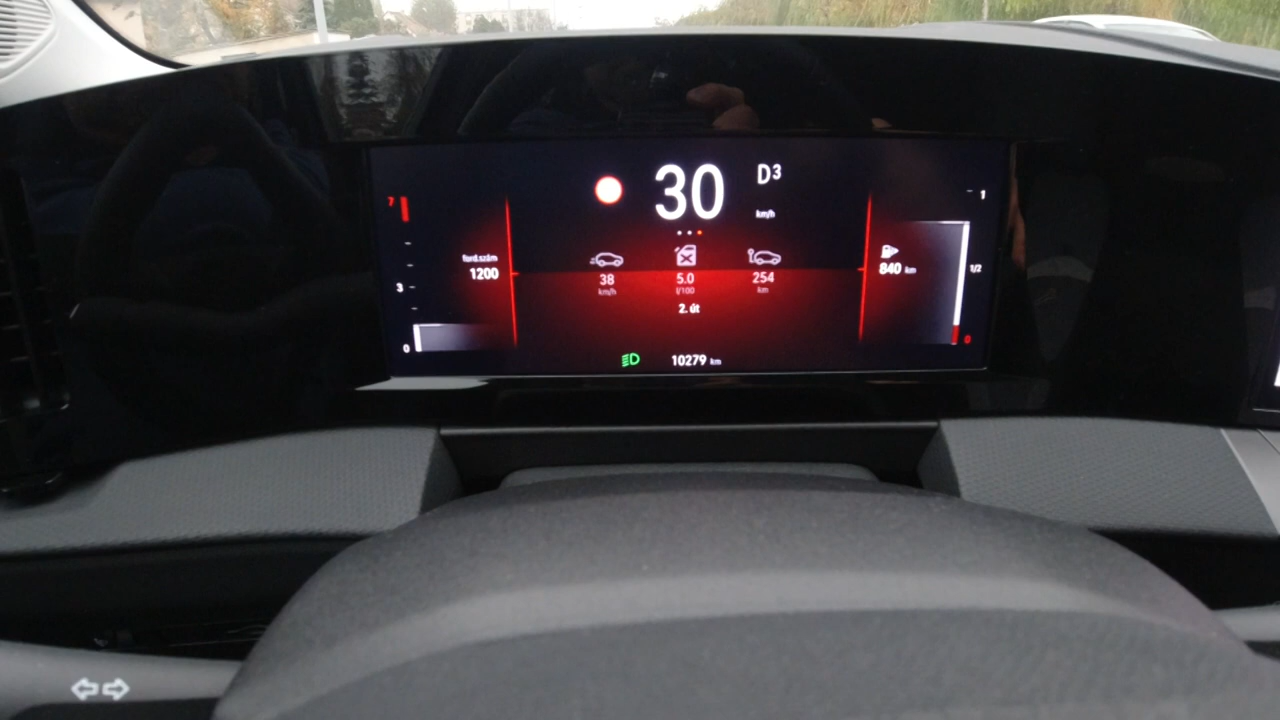 30 D3
km/h
7
3
0
ford.szám
1200
38
km/h
5.0
l/100
254
km
2. út
840 km
1
1/2
0
10279 km